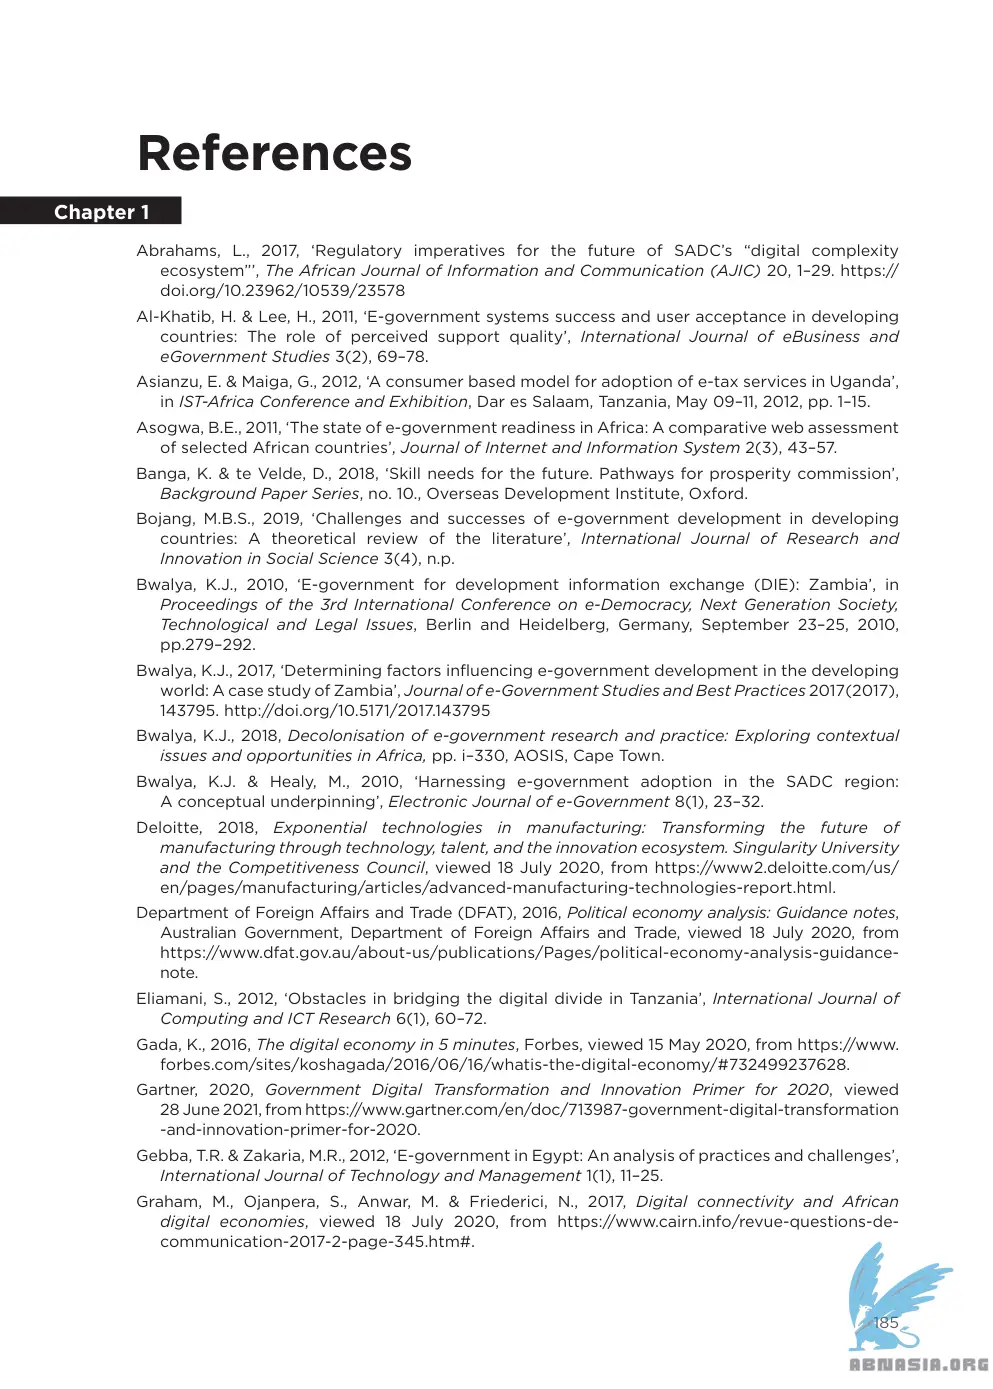 References
Chapter 1
Abrahams, L., 2017, ‘Regulatory imperatives for the future of SADC’s “digital complexity
ecosystem”’, The African Journal of Information and Communication (AJIC) 20, 1–29. https://
doi.org/10.23962/10539/23578
Al-Khatib, H. & Lee, H., 2011, ‘E-government systems success and user acceptance in developing
countries: The role of perceived support quality’, International Journal of eBusiness and
eGovernment Studies 3(2), 69–78.
Asianzu, E. & Maiga, G., 2012, ‘A consumer based model for adoption of e-tax services in Uganda’,
in IST-Africa Conference and Exhibition, Dar es Salaam, Tanzania, May 09–11, 2012, pp. 1–15.
Asogwa, B.E., 2011, ‘The state of e-government readiness in Africa: A comparative web assessment
of selected African countries’, Journal of Internet and Information System 2(3), 43–57.
Banga, K. & te Velde, D., 2018, ‘Skill needs for the future. Pathways for prosperity commission’,
Background Paper Series, no. 10., Overseas Development Institute, Oxford.
Bojang, M.B.S., 2019, ‘Challenges and successes of e-government development in developing
countries: A theoretical review of the literature’, International Journal of Research and
Innovation in Social Science 3(4), n.p.
Bwalya, K.J., 2010, ‘E-government for development information exchange (DIE): Zambia’, in
Proceedings of the 3rd International Conference on e-Democracy, Next Generation Society,
Technological and Legal Issues, Berlin and Heidelberg, Germany, September 23–25, 2010,
pp.279–292.
Bwalya, K.J., 2017, ‘Determining factors influencing e-government development in the developing
world: A case study of Zambia’, Journal of e-Government Studies and Best Practices 2017(2017),
143795. http://doi.org/10.5171/2017.143795
Bwalya, K.J., 2018, Decolonisation of e-government research and practice: Exploring contextual
issues and opportunities in Africa, pp. i–330, AOSIS, Cape Town.
Bwalya, K.J. & Healy, M., 2010, ‘Harnessing e-government adoption in the SADC region:
A conceptual underpinning’, Electronic Journal of e-Government 8(1), 23–32.
Deloitte, 2018, Exponential technologies in manufacturing: Transforming the future of
manufacturing through technology, talent, and the innovation ecosystem. Singularity University
and the Competitiveness Council, viewed 18 July 2020, from https://www2.deloitte.com/us/
en/pages/manufacturing/articles/advanced-manufacturing-technologies-report.html.
Department of Foreign Affairs and Trade (DFAT), 2016, Political economy analysis: Guidance notes,
Australian Government, Department of Foreign Affairs and Trade, viewed 18 July 2020, from
https://www.dfat.gov.au/about-us/publications/Pages/political-economy-analysis-guidance-
note.
Eliamani, S., 2012, ‘Obstacles in bridging the digital divide in Tanzania’, International Journal of
Computing and ICT Research 6(1), 60–72.
Gada, K., 2016, The digital economy in 5 minutes, Forbes, viewed 15 May 2020, from https://www.
forbes.com/sites/koshagada/2016/06/16/whatis-the-digital-economy/#732499237628.
Gartner, 2020, Government Digital Transformation and Innovation Primer for 2020, viewed
28 June 2021, from https://www.gartner.com/en/doc/713987-government-digital-transformation
-and-innovation-primer-for-2020.
Gebba, T.R. & Zakaria, M.R., 2012, ‘E-government in Egypt: An analysis of practices and challenges’,
International Journal of Technology and Management 1(1), 11–25.
Graham, M., Ojanpera, S., Anwar, M. & Friederici, N., 2017, Digital connectivity and African
digital economies, viewed 18 July 2020, from https://www.cairn.info/revue-questions-de-
communication-2017-2-page-345.htm#.
185
ABNASIA.ORG